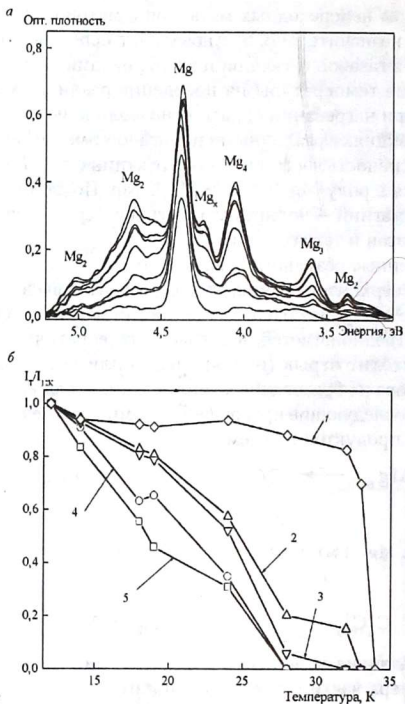 а
Опт. плотность
0,8
Mg
0,6
Mg₂
Mgₓ
Mg₄
0,4
Mg₂
Mg₃
0,2
Mg₂
0,0
5,0 4,5 4,0 3,5 Энергия, эВ
б
1,0
1
0,8
4
0,6
2
5
0,4
3
0,2
0,0
15 20 25 30 35
Температура, К